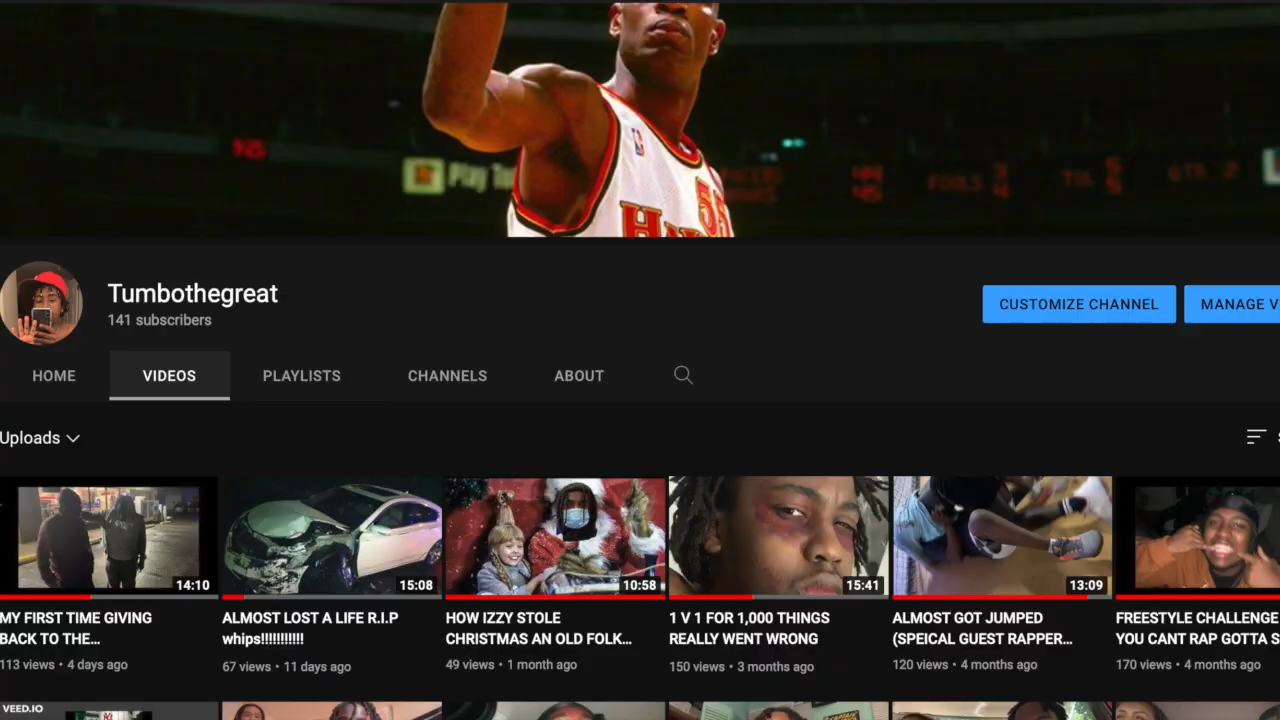 Play
55
FOULS
Tumbothegreat
141 subscribers
CUSTOMIZE CHANNEL
MANAGE V
HOME
VIDEOS
PLAYLISTS
CHANNELS
ABOUT
Uploads
14:10
15:08
10:58
15:41
13:09
MY FIRST TIME GIVING
BACK TO THE...
113 views • 4 days ago
ALMOST LOST A LIFE R.I.P
whips!!!!!!!!!!!
67 views • 11 days ago
HOW IZZY STOLE
CHRISTMAS AN OLD FOLK...
49 views • 1 month ago
1 V 1 FOR 1,000 THINGS
REALLY WENT WRONG
150 views • 3 months ago
ALMOST GOT JUMPED
(SPEICAL GUEST RAPPER...
120 views • 4 months ago
FREESTYLE CHALLENGE
YOU CANT RAP GOTTA S
170 views • 4 months ago
VEED.IO